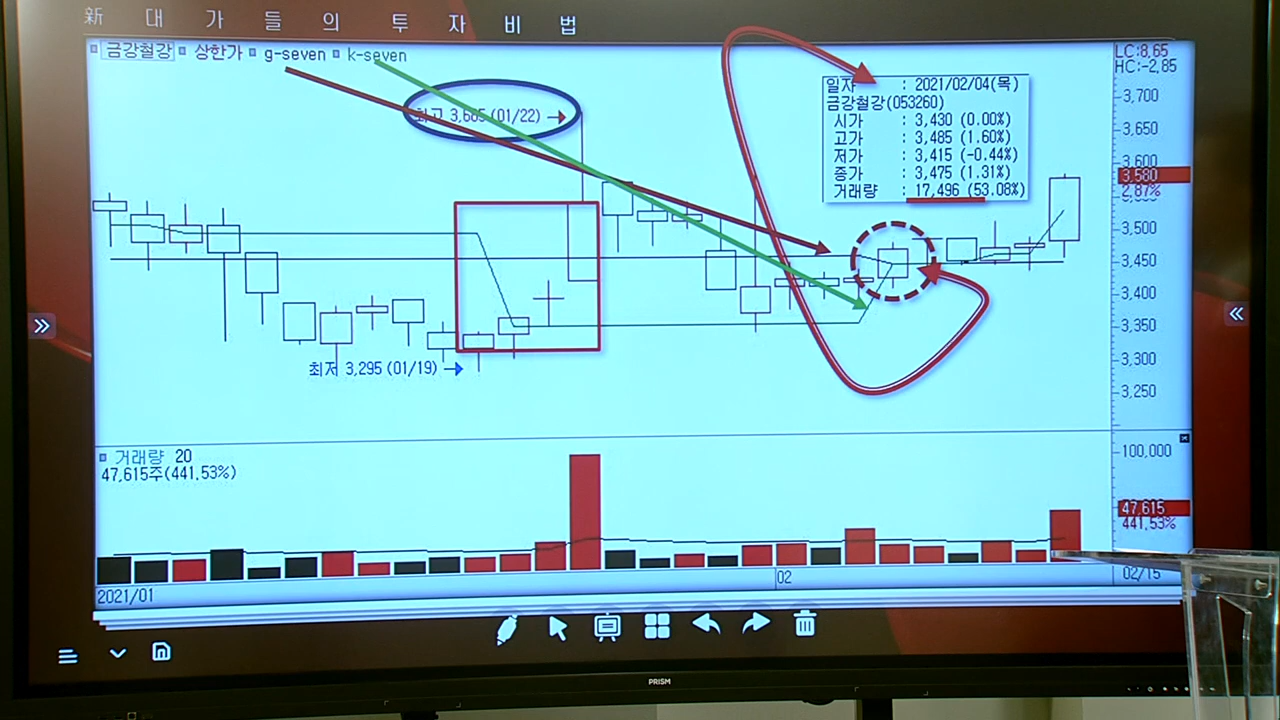 新 대 가 들 의 투 자 비 법
금강철강 상한가 g-seven k-seven
LC:8,65
HC:-2,85
최고 3,685 (01/22) →
일자 : 2021/02/04(목)
금강철강(053260)
시가 : 3,430 (0.00%)
고가 : 3,485 (1.60%)
저가 : 3,415 (-0.44%)
종가 : 3,475 (1.31%)
거래량 : 17,496 (53.08%)
3,700
3,650
3,600
3,580
2,87%
3,500
3,450
3,400
3,350
3,300
3,250
최저 3,295 (01/19) →
거래량 20
47,615주(441.53%)
100,000
47,615
441,53%
2021/01
02
02/15
PRISM